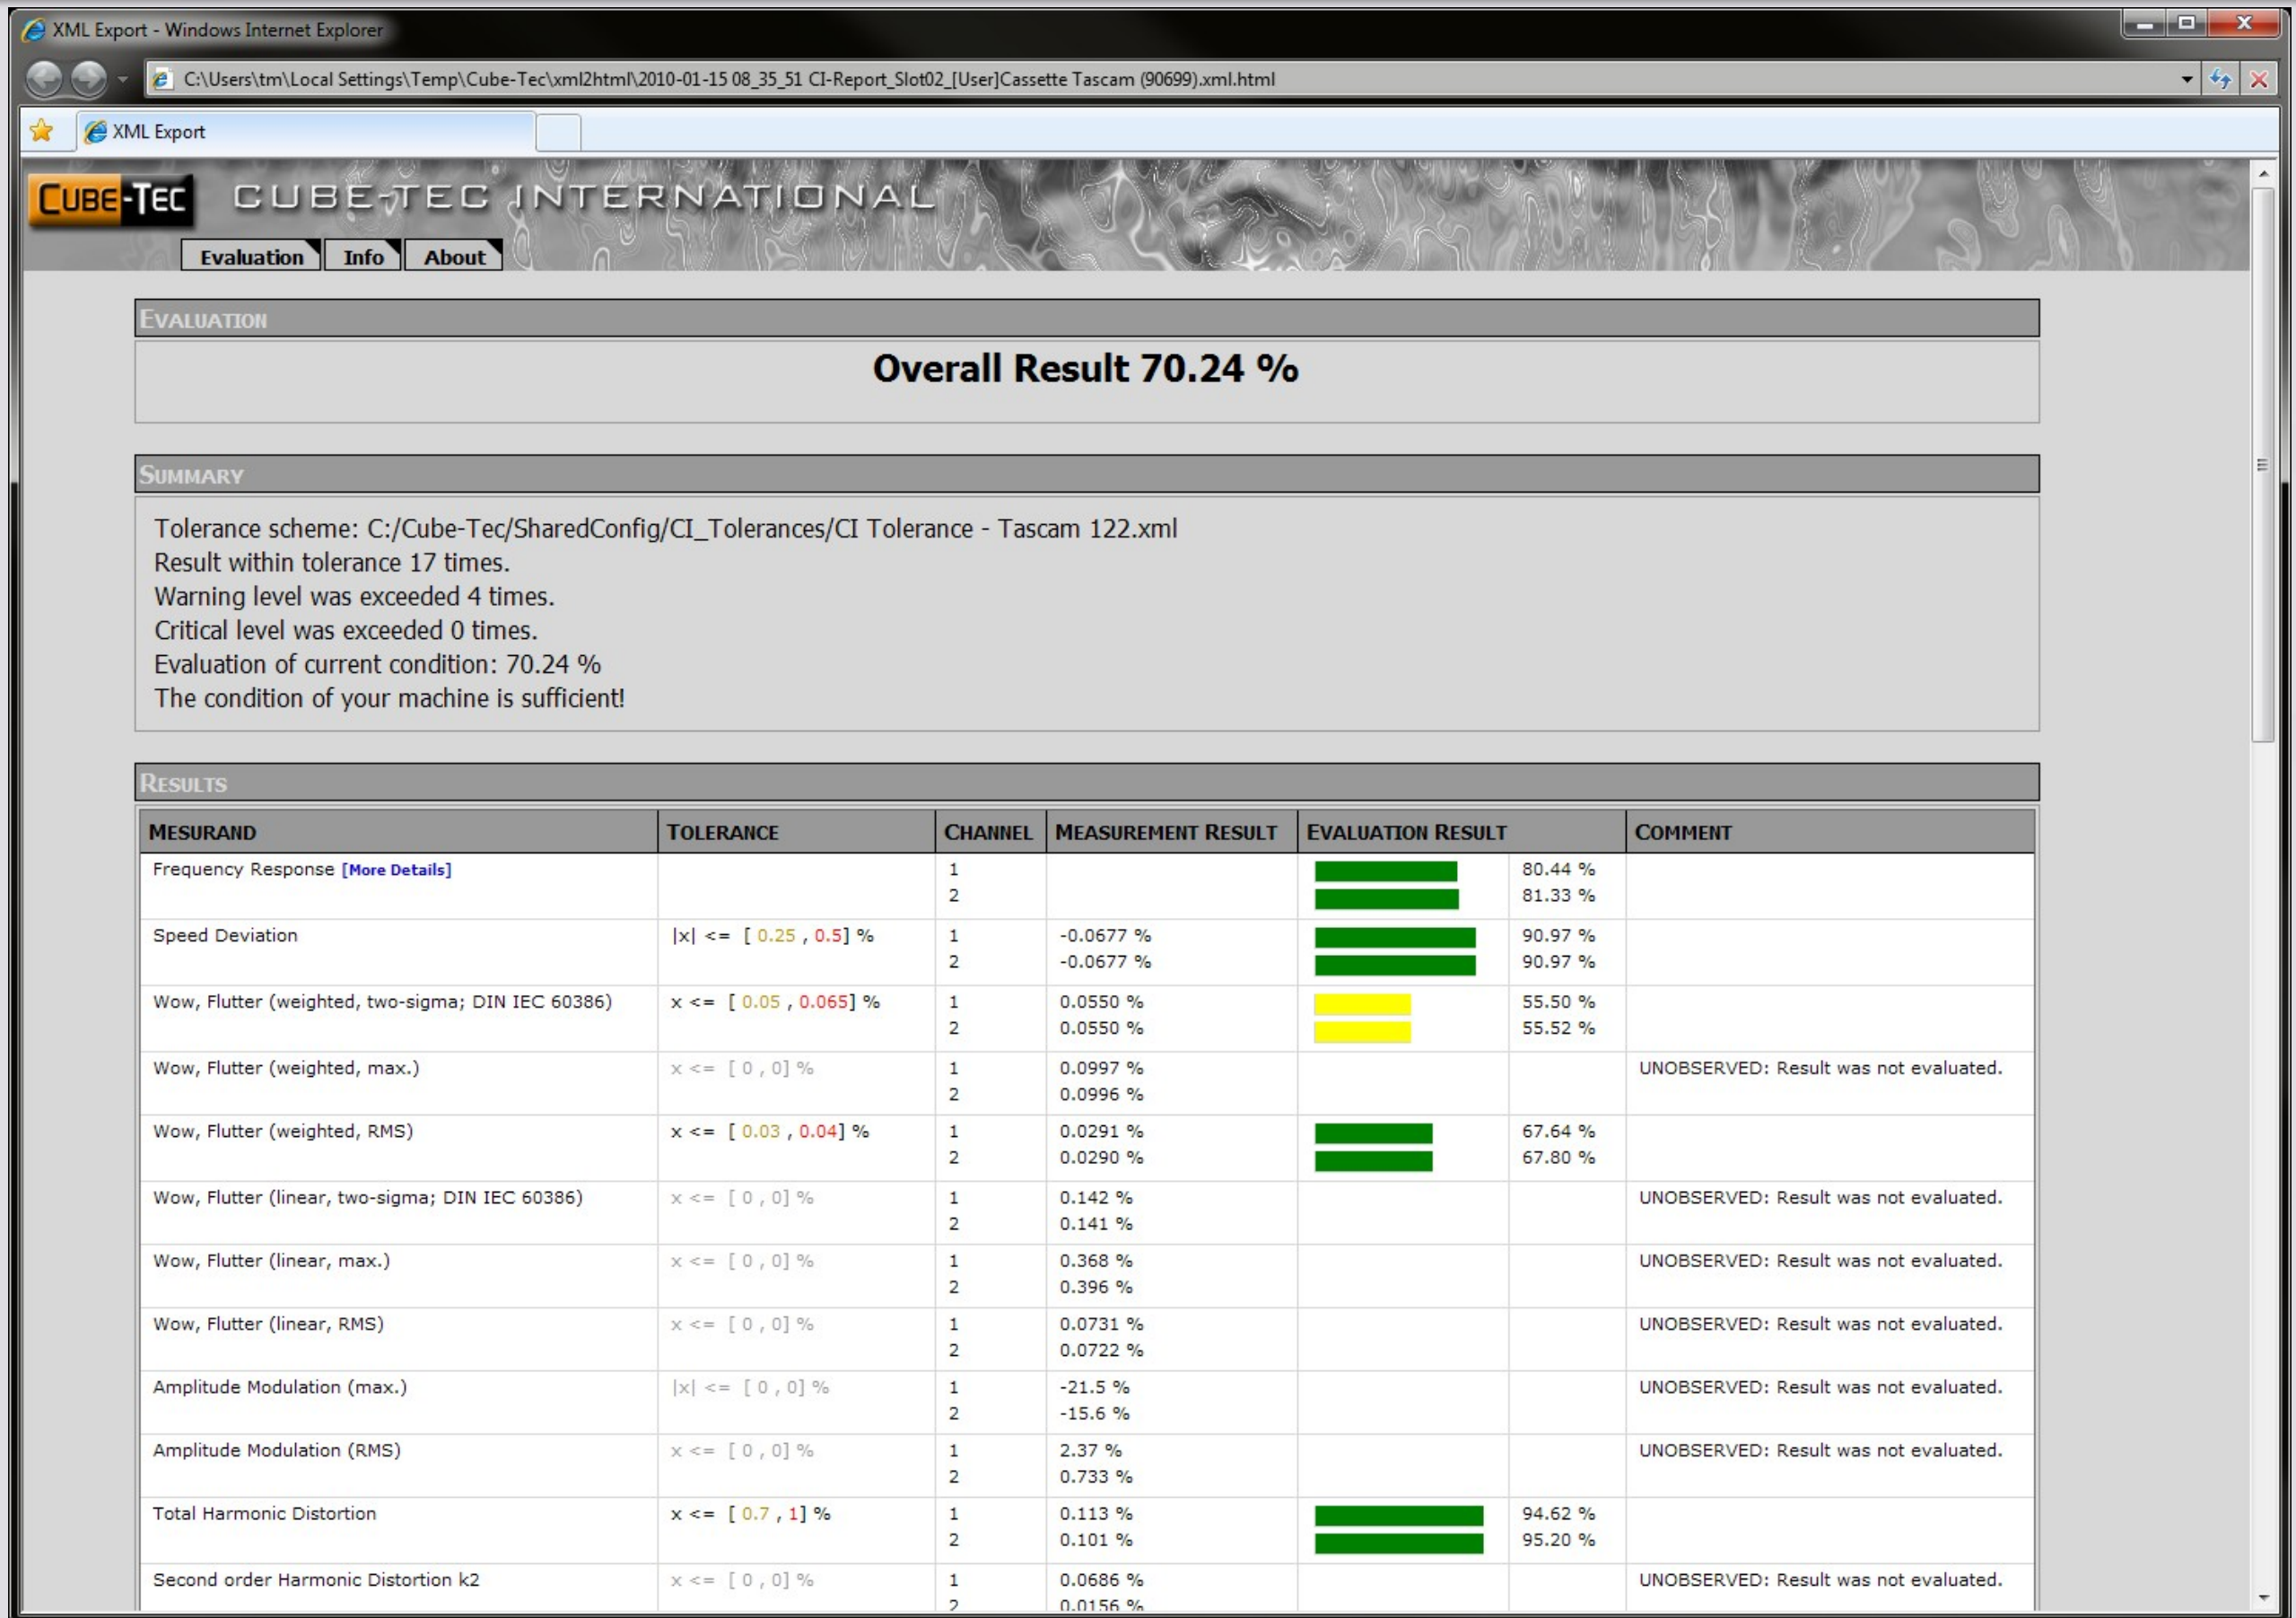 XML Export - Windows Internet Explorer
C:\Users\tm\Local Settings\Temp\Cube-Tec\xml2html\2010-01-15 08_35_51 CI-Report_Slot02_[User]Cassette Tascam (90699).xml.html
XML Export
CUBE-TEC CUBE-TEC INTERNATIONAL
Evaluation Info About
EVALUATION
Overall Result 70.24 %
SUMMARY
Tolerance scheme: C:/Cube-Tec/SharedConfig/CI_Tolerances/CI Tolerance - Tascam 122.xml
Result within tolerance 17 times.
Warning level was exceeded 4 times.
Critical level was exceeded 0 times.
Evaluation of current condition: 70.24 %
The condition of your machine is sufficient!
RESULTS
MESURAND TOLERANCE CHANNEL MEASUREMENT RESULT EVALUATION RESULT COMMENT
Frequency Response [More Details] 1 80.44 %
2 81.33 %
Speed Deviation |x| <= [ 0.25 , 0.5] % 1 -0.0677 % 90.97 %
2 -0.0677 % 90.97 %
Wow, Flutter (weighted, two-sigma; DIN IEC 60386) x <= [ 0.05 , 0.065] % 1 0.0550 % 55.50 %
2 0.0550 % 55.52 %
Wow, Flutter (weighted, max.) x <= [ 0 , 0] % 1 0.0997 % UNOBSERVED: Result was not evaluated.
2 0.0996 %
Wow, Flutter (weighted, RMS) x <= [ 0.03 , 0.04] % 1 0.0291 % 67.64 %
2 0.0290 % 67.80 %
Wow, Flutter (linear, two-sigma; DIN IEC 60386) x <= [ 0 , 0] % 1 0.142 % UNOBSERVED: Result was not evaluated.
2 0.141 %
Wow, Flutter (linear, max.) x <= [ 0 , 0] % 1 0.368 % UNOBSERVED: Result was not evaluated.
2 0.396 %
Wow, Flutter (linear, RMS) x <= [ 0 , 0] % 1 0.0731 % UNOBSERVED: Result was not evaluated.
2 0.0722 %
Amplitude Modulation (max.) |x| <= [ 0 , 0] % 1 -21.5 % UNOBSERVED: Result was not evaluated.
2 -15.6 %
Amplitude Modulation (RMS) x <= [ 0 , 0] % 1 2.37 % UNOBSERVED: Result was not evaluated.
2 0.733 %
Total Harmonic Distortion x <= [ 0.7 , 1] % 1 0.113 % 94.62 %
2 0.101 % 95.20 %
Second order Harmonic Distortion k2 x <= [ 0 , 0] % 1 0.0686 % UNOBSERVED: Result was not evaluated.
2 0.0156 %